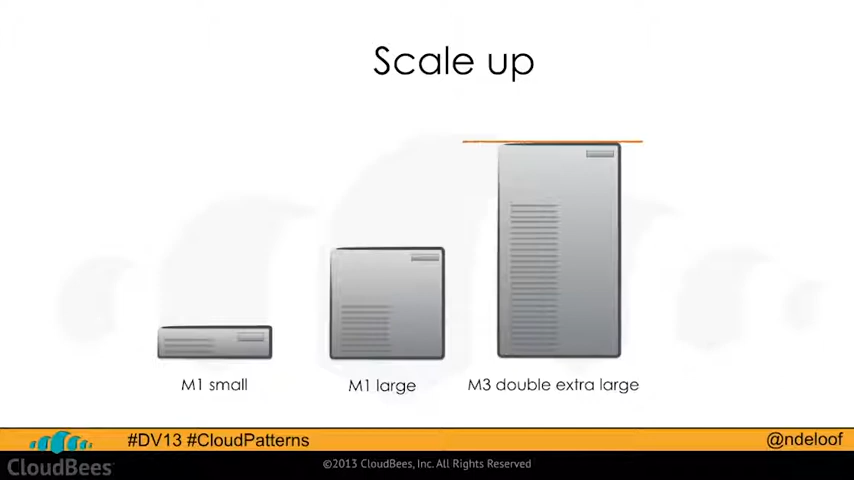 Scale up
M1 small
M1 large
M3 double extra large
#DV13 #CloudPatterns
@ndeloof
CloudBees
©2013 CloudBees, Inc. All Rights Reserved